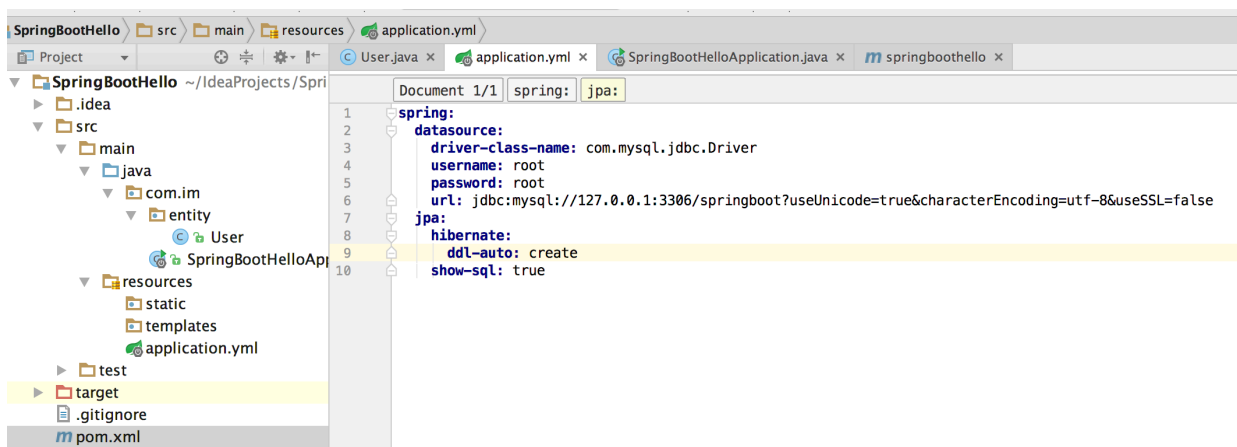 SpringBootHello src main resources application.yml
Project User.java × application.yml × SpringBootHelloApplication.java × m springboothello ×
SpringBootHello ~/IdeaProjects/Spri
.idea
src
main
java
com.im
entity
User
SpringBootHelloApp
resources
static
templates
application.yml
test
target
.gitignore
m pom.xml
Document 1/1 spring: jpa:
1 spring:
2 datasource:
3 driver-class-name: com.mysql.jdbc.Driver
4 username: root
5 password: root
6 url: jdbc:mysql://127.0.0.1:3306/springboot?useUnicode=true&characterEncoding=utf-8&useSSL=false
7 jpa:
8 hibernate:
9 ddl-auto: create
10 show-sql: true